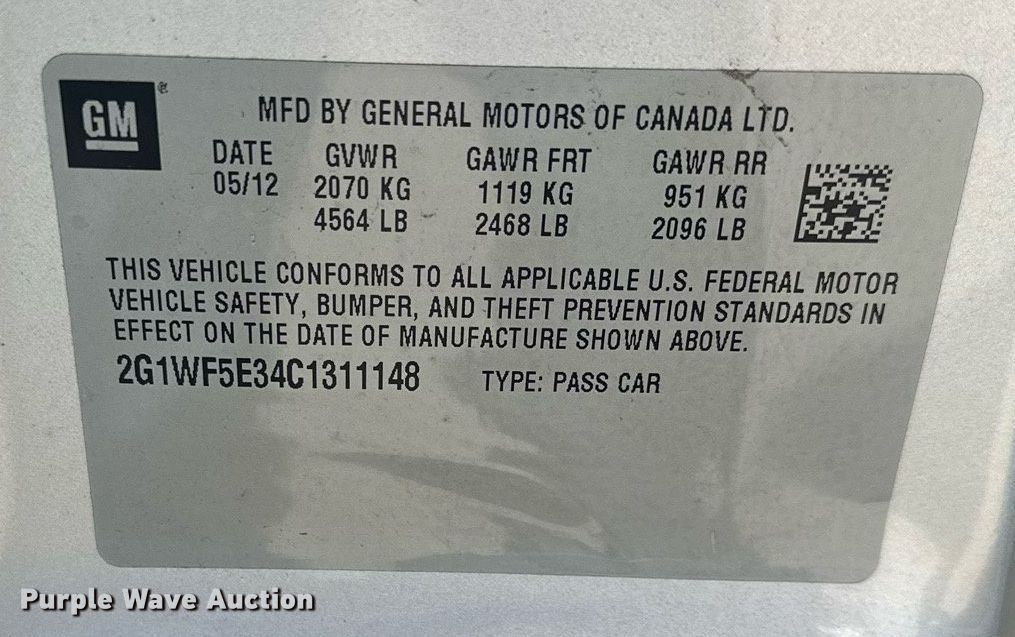 GM ®
MFD BY GENERAL MOTORS OF CANADA LTD.
DATE GVWR GAWR FRT GAWR RR
05/12 2070 KG 1119 KG 951 KG
4564 LB 2468 LB 2096 LB
THIS VEHICLE CONFORMS TO ALL APPLICABLE U.S. FEDERAL MOTOR
VEHICLE SAFETY, BUMPER, AND THEFT PREVENTION STANDARDS IN
EFFECT ON THE DATE OF MANUFACTURE SHOWN ABOVE.
2G1WF5E34C1311148 TYPE: PASS CAR
Purple Wave Auction